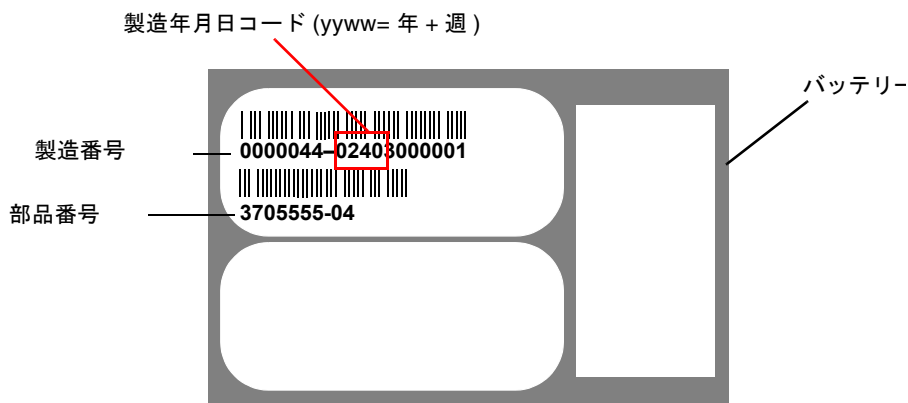 製造年月日コード (yyww= 年 + 週 )
バッテリー
製造番号
0000044–02403000001
部品番号
3705555-04